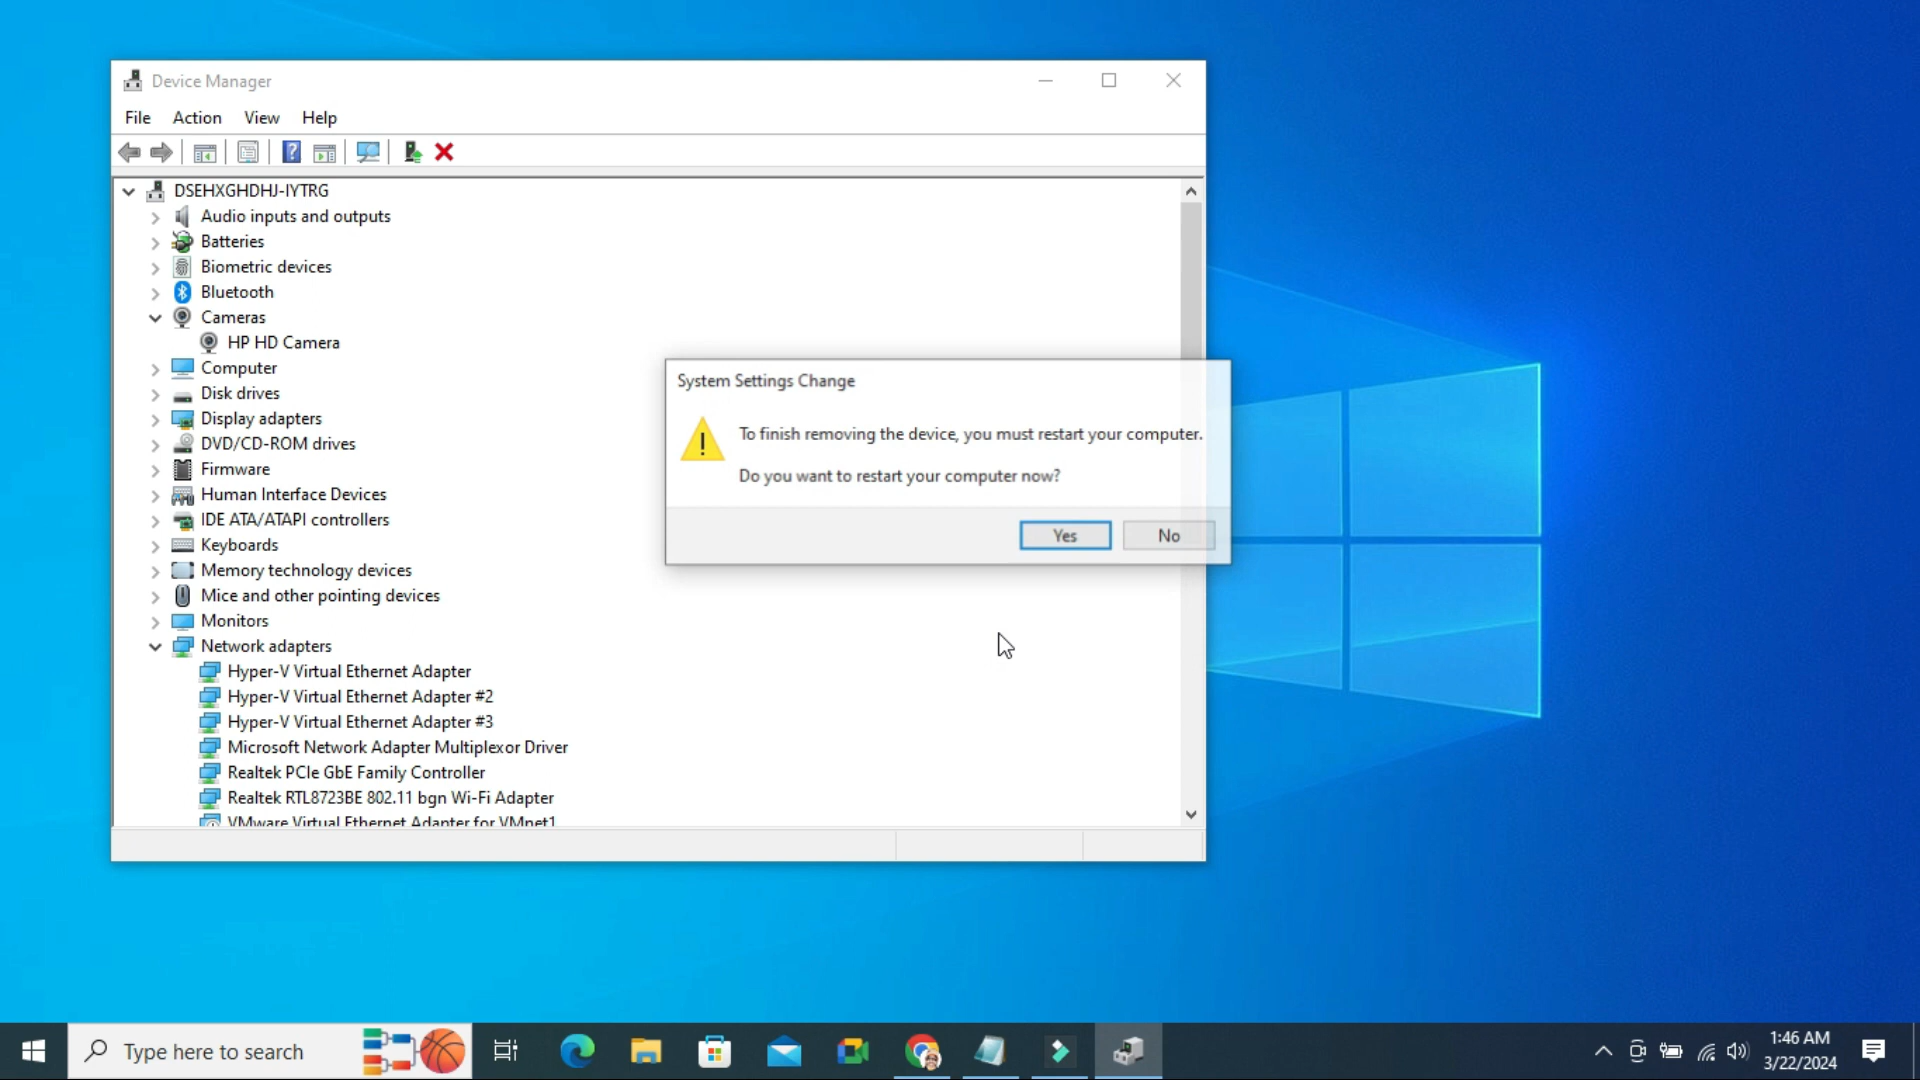 Device Manager
File Action View Help
DSEHXGHDHJ-IYTRG
Audio inputs and outputs
Batteries
Biometric devices
Bluetooth
Cameras
HP HD Camera
Computer
Disk drives
Display adapters
DVD/CD-ROM drives
Firmware
Human Interface Devices
IDE ATA/ATAPI controllers
Keyboards
Memory technology devices
Mice and other pointing devices
Monitors
Network adapters
Hyper-V Virtual Ethernet Adapter
Hyper-V Virtual Ethernet Adapter #2
Hyper-V Virtual Ethernet Adapter #3
Microsoft Network Adapter Multiplexor Driver
Realtek PCIe GbE Family Controller
Realtek RTL8723BE 802.11 bgn Wi-Fi Adapter
VMware Virtual Ethernet Adapter for VMnet1
System Settings Change
To finish removing the device, you must restart your computer.
Do you want to restart your computer now?
Yes No
Type here to search
1:46 AM
3/22/2024